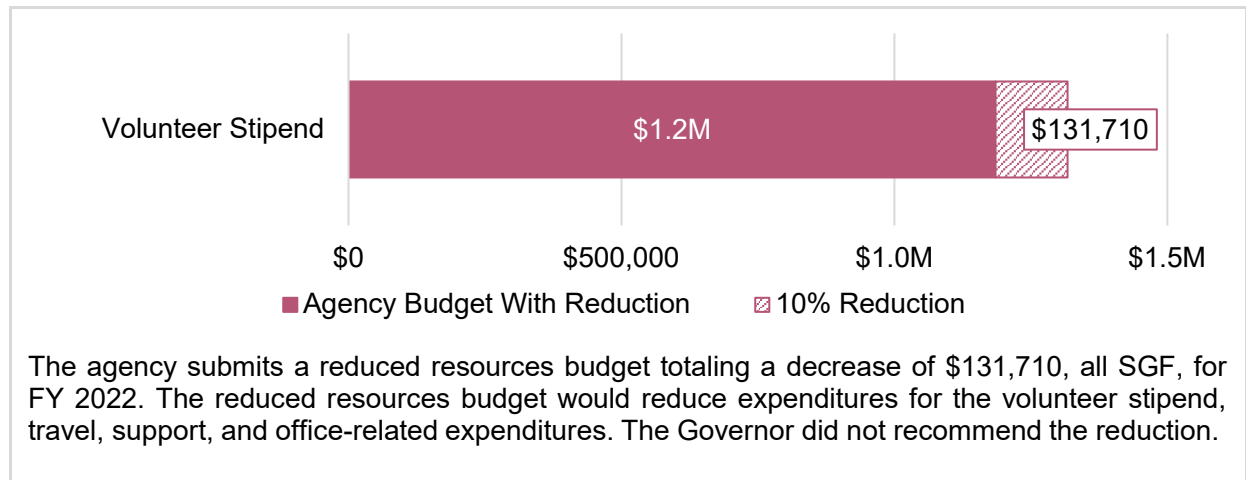 Volunteer Stipend
$1.2M
$131,710
$0
$500,000
$1.0M
$1.5M
Agency Budget With Reduction
10% Reduction
The agency submits a reduced resources budget totaling a decrease of $131,710, all SGF, for
FY 2022. The reduced resources budget would reduce expenditures for the volunteer stipend,
travel, support, and office-related expenditures. The Governor did not recommend the reduction.